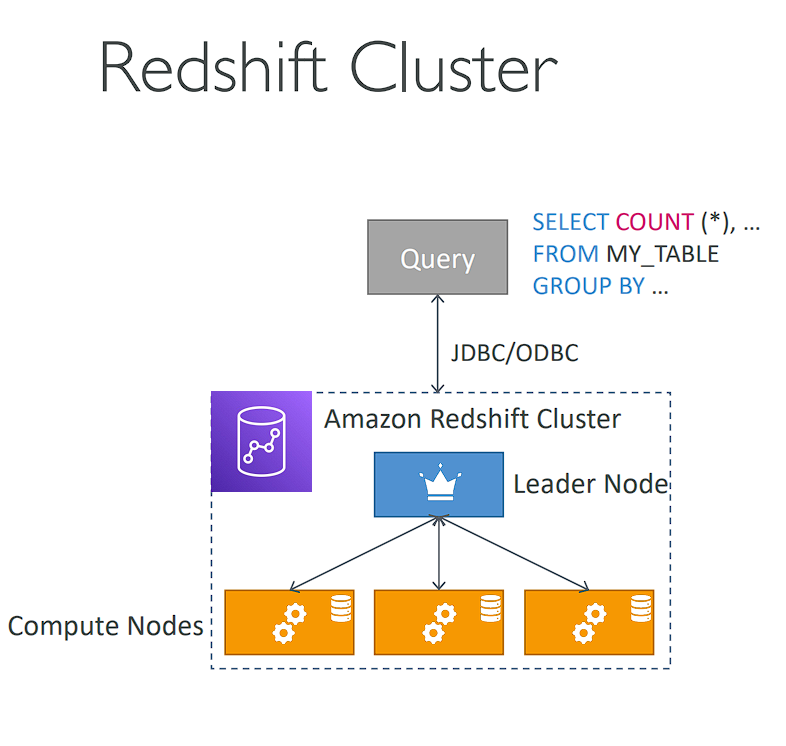 Redshift Cluster
Query
SELECT COUNT (*), ...
FROM MY_TABLE
GROUP BY ...
JDBC/ODBC
Amazon Redshift Cluster
Leader Node
Compute Nodes